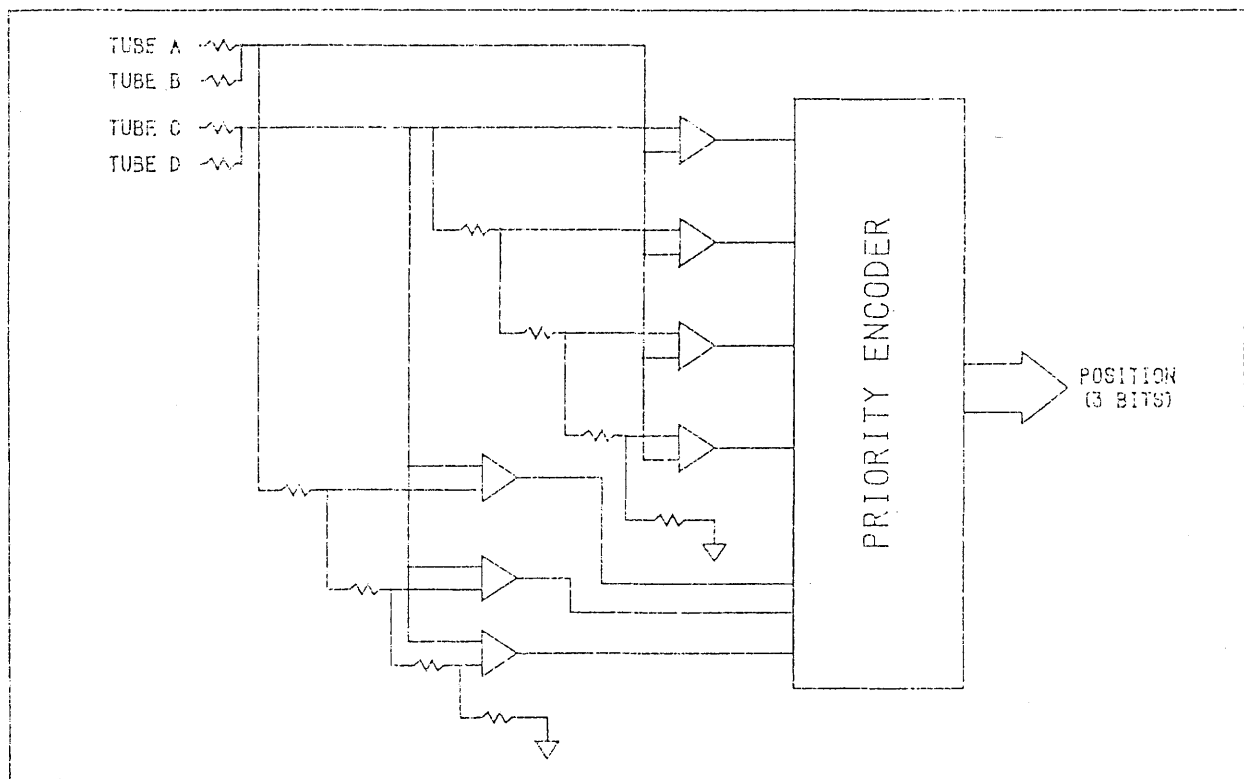 TUBE A
TUBE B
TUBE C
TUBE D
PRIORITY ENCODER
POSITION
(3 BITS)